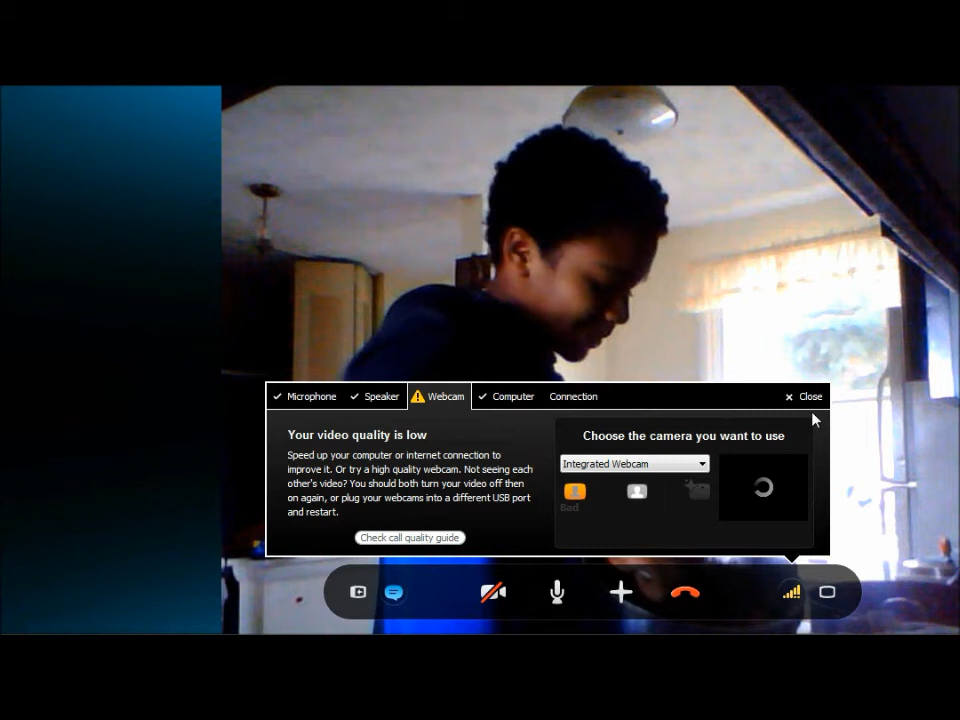 Microphone Speaker Webcam Computer Connection Close
Your video quality is low
Speed up your computer or internet connection to
improve it. Or try a high quality webcam. Not seeing each
other's video? You should both turn your video off then
on again, or plug your webcams into a different USB port
and restart.
Check call quality guide
Choose the camera you want to use
Integrated Webcam
Bad